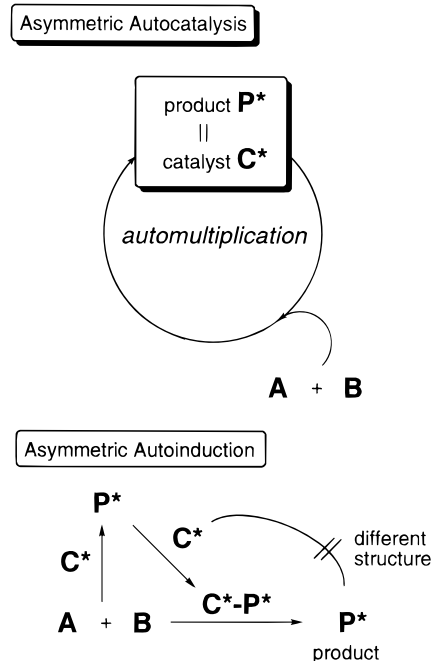 Asymmetric Autocatalysis
product P*
||
catalyst C*
automultiplication
A + B
Asymmetric Autoinduction
P*
C*
different
structure
C*
C*-P*
A + B
P*
product